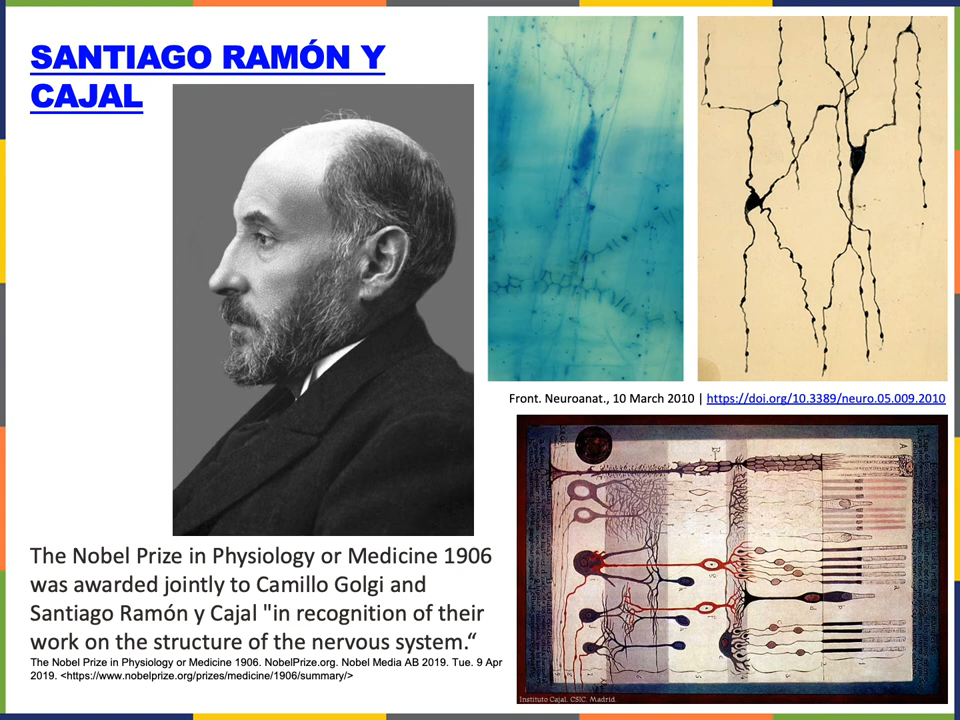 SANTIAGO RAMÓN Y
CAJAL
Front. Neuroanat., 10 March 2010 | https://doi.org/10.3389/neuro.05.009.2010
The Nobel Prize in Physiology or Medicine 1906
was awarded jointly to Camillo Golgi and
Santiago Ramón y Cajal "in recognition of their
work on the structure of the nervous system.“
The Nobel Prize in Physiology or Medicine 1906. NobelPrize.org. Nobel Media AB 2019. Tue. 9 Apr
2019. <https://www.nobelprize.org/prizes/medicine/1906/summary/>
Instituto Cajal. CSIC. Madrid.